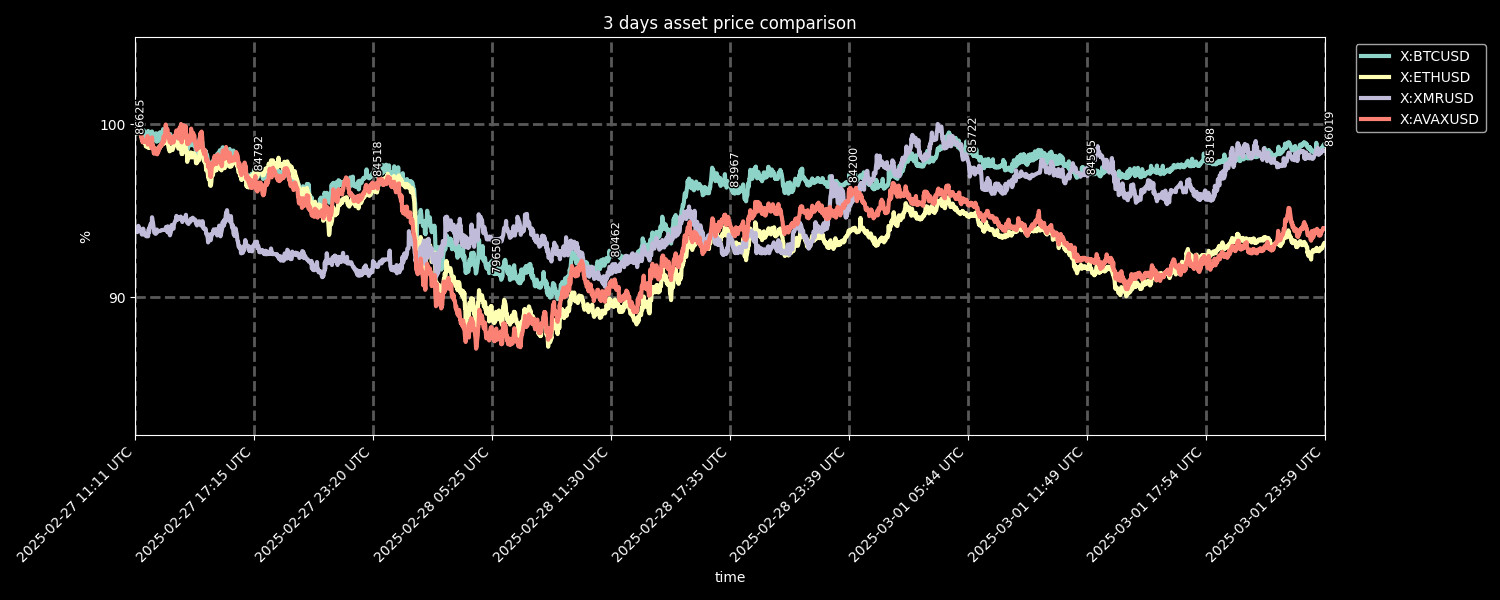 3 days asset price comparison
X:BTCUSD
X:ETHUSD
X:XMRUSD
X:AVAXUSD
100
90
%
86625
84792
84518
79650
80462
83967
84200
85722
84595
85198
86019
2025-02-27 11:11 UTC
2025-02-27 17:15 UTC
2025-02-27 23:20 UTC
2025-02-28 05:25 UTC
2025-02-28 11:30 UTC
2025-02-28 17:35 UTC
2025-02-28 23:39 UTC
2025-03-01 05:44 UTC
2025-03-01 11:49 UTC
2025-03-01 17:54 UTC
2025-03-01 23:59 UTC
time